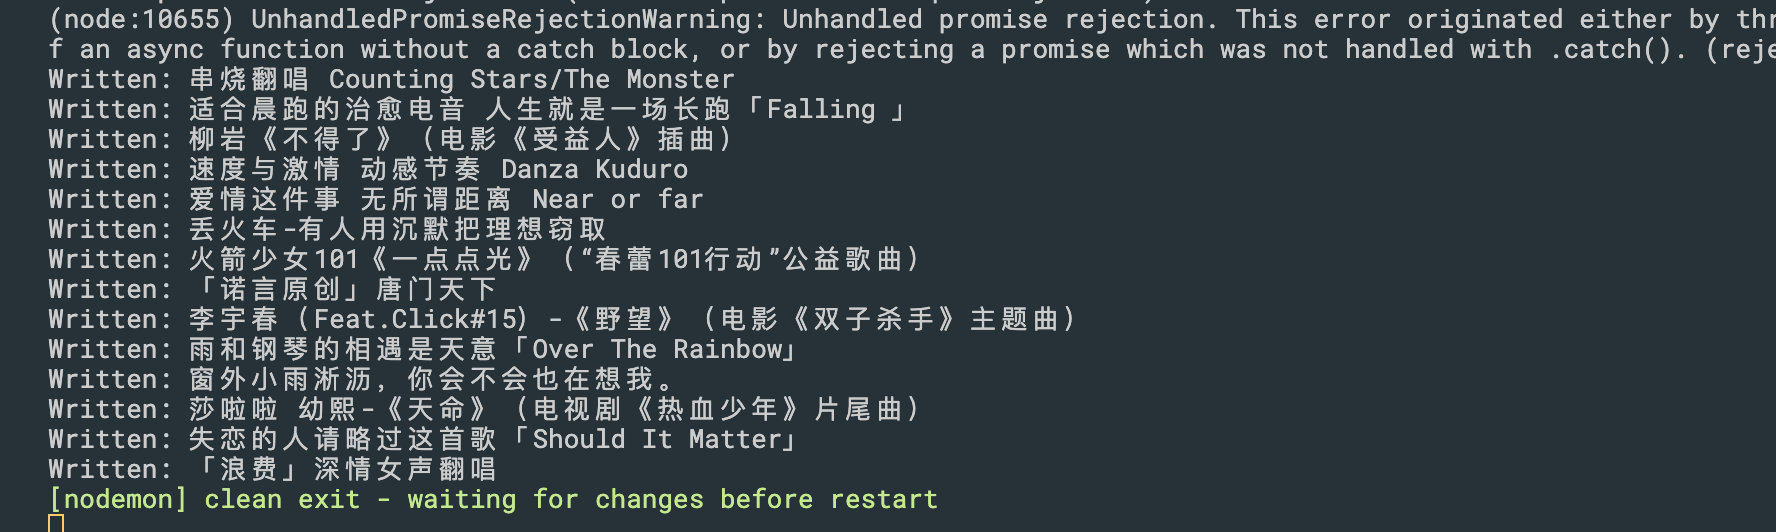 (node:10655) UnhandledPromiseRejectionWarning: Unhandled promise rejection. This error originated either by thr
f an async function without a catch block, or by rejecting a promise which was not handled with .catch(). (reje
Written: 串烧翻唱 Counting Stars/The Monster
Written: 适合晨跑的治愈电音 人生就是一场长跑「Falling 」
Written: 柳岩《不得了》（电影《受益人》插曲）
Written: 速度与激情 动感节奏 Danza Kuduro
Written: 爱情这件事 无所谓距离 Near or far
Written: 丢火车-有人用沉默把理想窃取
Written: 火箭少女101《一点点光》（“春蕾101行动”公益歌曲）
Written: 「诺言原创」唐门天下
Written: 李宇春（Feat.Click#15）-《野望》（电影《双子杀手》主题曲）
Written: 雨和钢琴的相遇是天意「Over The Rainbow」
Written: 窗外小雨淅沥，你会不会也在想我。
Written: 莎啦啦 幼熙-《天命》（电视剧《热血少年》片尾曲）
Written: 失恋的人请略过这首歌「Should It Matter」
Written: 「浪费」深情女声翻唱
[nodemon] clean exit - waiting for changes before restart